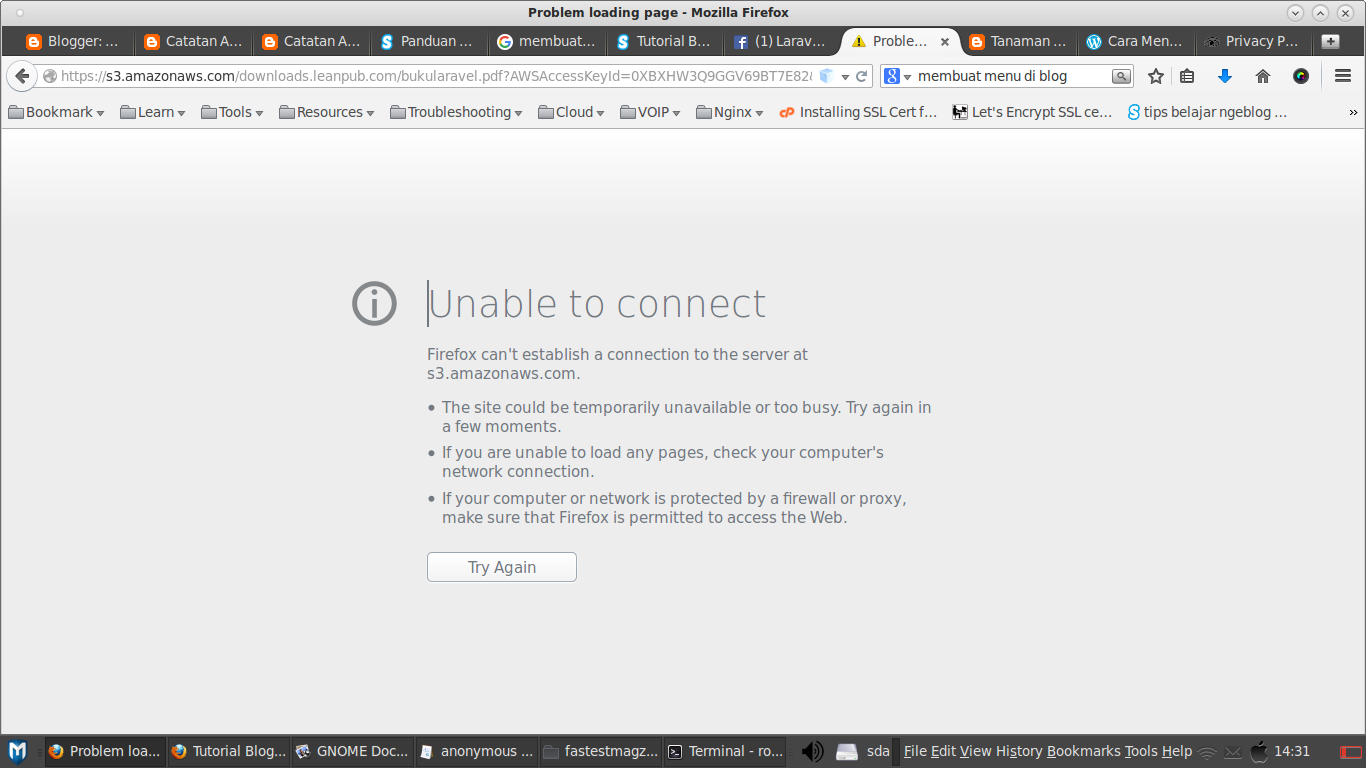 Problem loading page - Mozilla Firefox
Blogger: ...
Catatan A...
Catatan A...
Panduan ...
membuat...
Tutorial B...
(1) Larav...
Proble...
Tanaman ...
Cara Men...
Privacy P...
https://s3.amazonaws.com/downloads.leanpub.com/bukularavel.pdf?AWSAccessKeyId=0XBXHW3Q9GGV69BT7E82&
membuat menu di blog
Bookmark
Learn
Tools
Resources
Troubleshooting
Cloud
VOIP
Nginx
Installing SSL Cert f...
Let's Encrypt SSL ce...
tips belajar ngeblog ...
»
Unable to connect
Firefox can't establish a connection to the server at
s3.amazonaws.com.
• The site could be temporarily unavailable or too busy. Try again in
a few moments.
• If you are unable to load any pages, check your computer's
network connection.
• If your computer or network is protected by a firewall or proxy,
make sure that Firefox is permitted to access the Web.
Try Again
Problem loa...
Tutorial Blog...
GNOME Doc...
anonymous ...
fastestmagz...
Terminal - ro...
sda
File Edit View History Bookmarks Tools Help
14:31